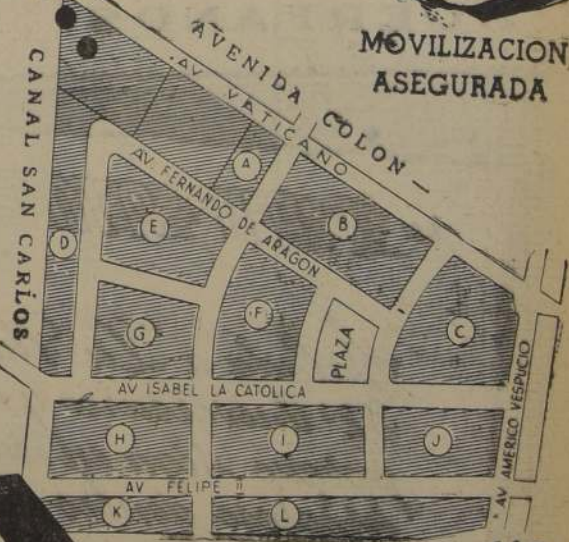 MOVILIZACION
ASEGURADA
AVENIDA COLON
AV VATICANO
CANAL SAN CARLOS
A
AV. FERNANDO DE ARAGON
B
E
D
F
C
G
PLAZA
AV ISABEL LA CATOLICA
AV AMERICO VESPUCIO
H
I
J
AV FELIPE II
K
L